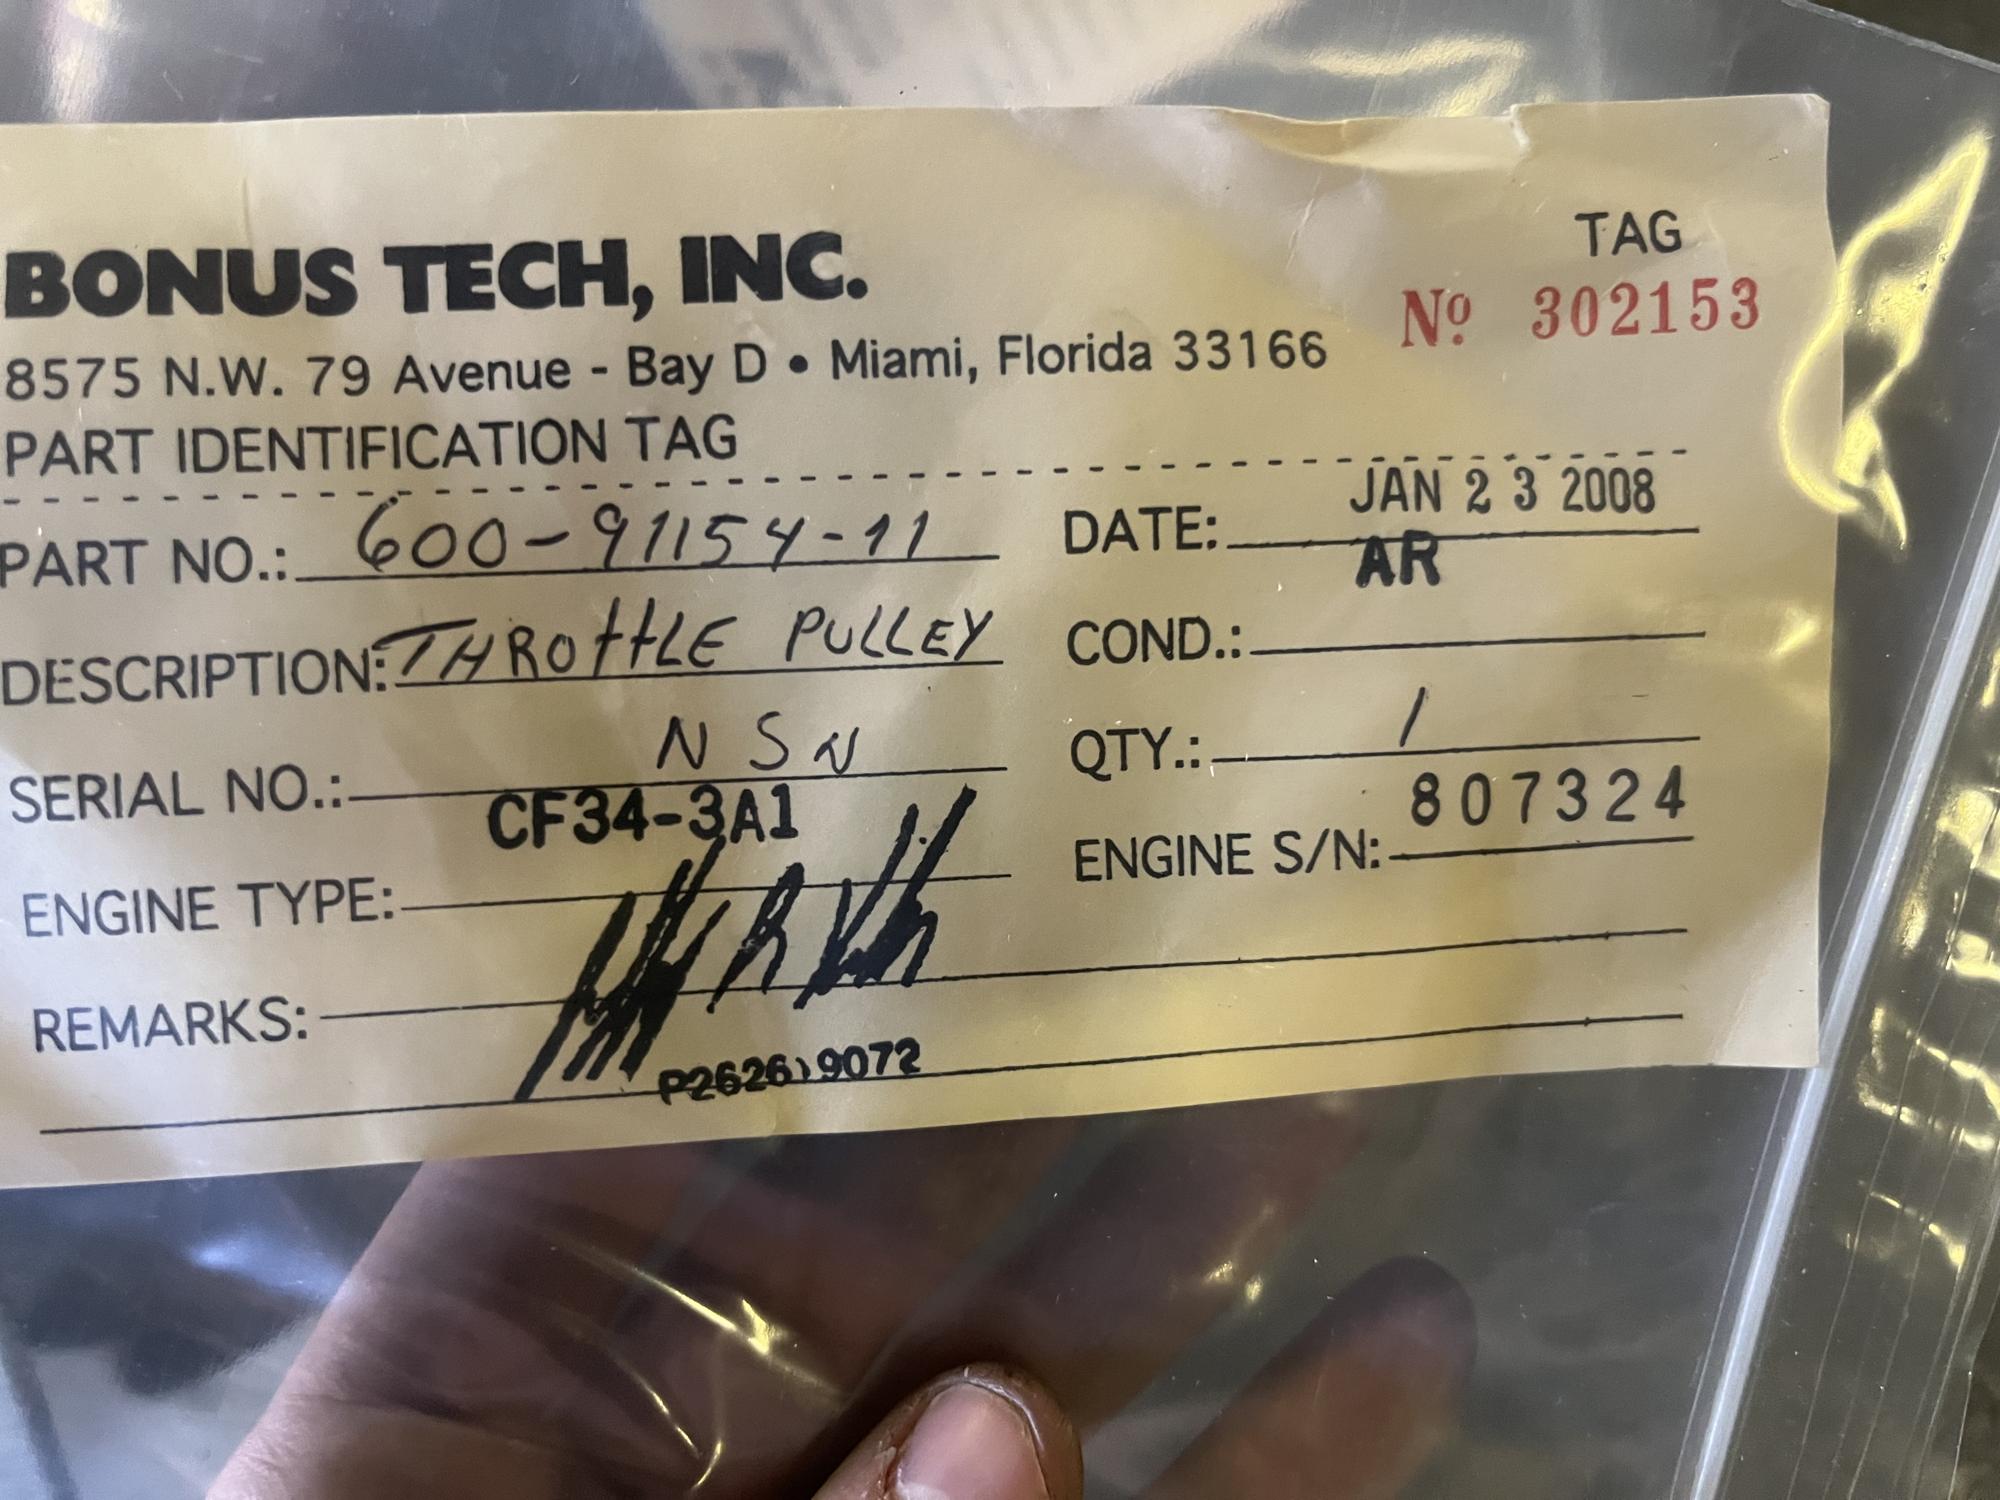 BONUS TECH, INC.
TAG
Nº 302153
8575 N.W. 79 Avenue - Bay D • Miami, Florida 33166
PART IDENTIFICATION TAG
PART NO.: 600-91154-11
DATE: JAN 23 2008
DESCRIPTION: THROTTLE PULLEY
COND.: AR
SERIAL NO.: NSN
QTY.: 1
ENGINE TYPE: CF34-3A1
ENGINE S/N: 807324
REMARKS: